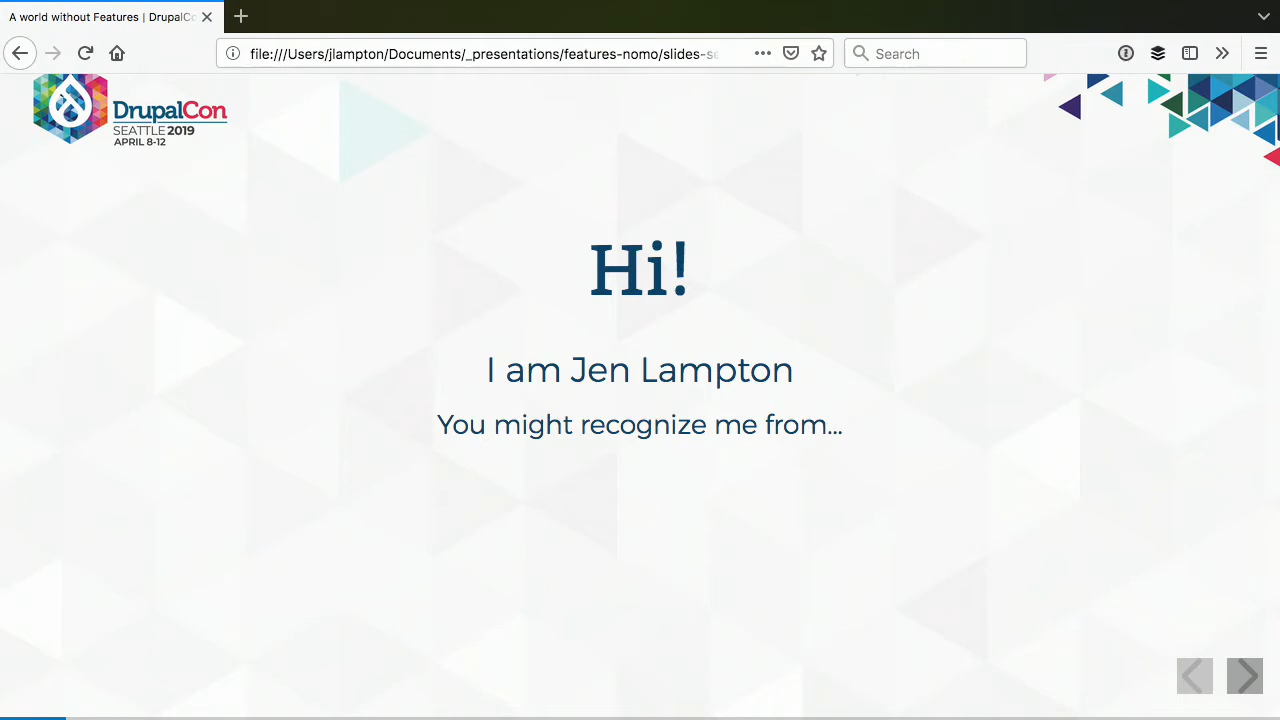 A world without Features | DrupalCo
file:///Users/jlampton/Documents/_presentations/features-nomo/slides-se
Search
DrupalCon
SEATTLE 2019
APRIL 8-12
Hi!
I am Jen Lampton
You might recognize me from...